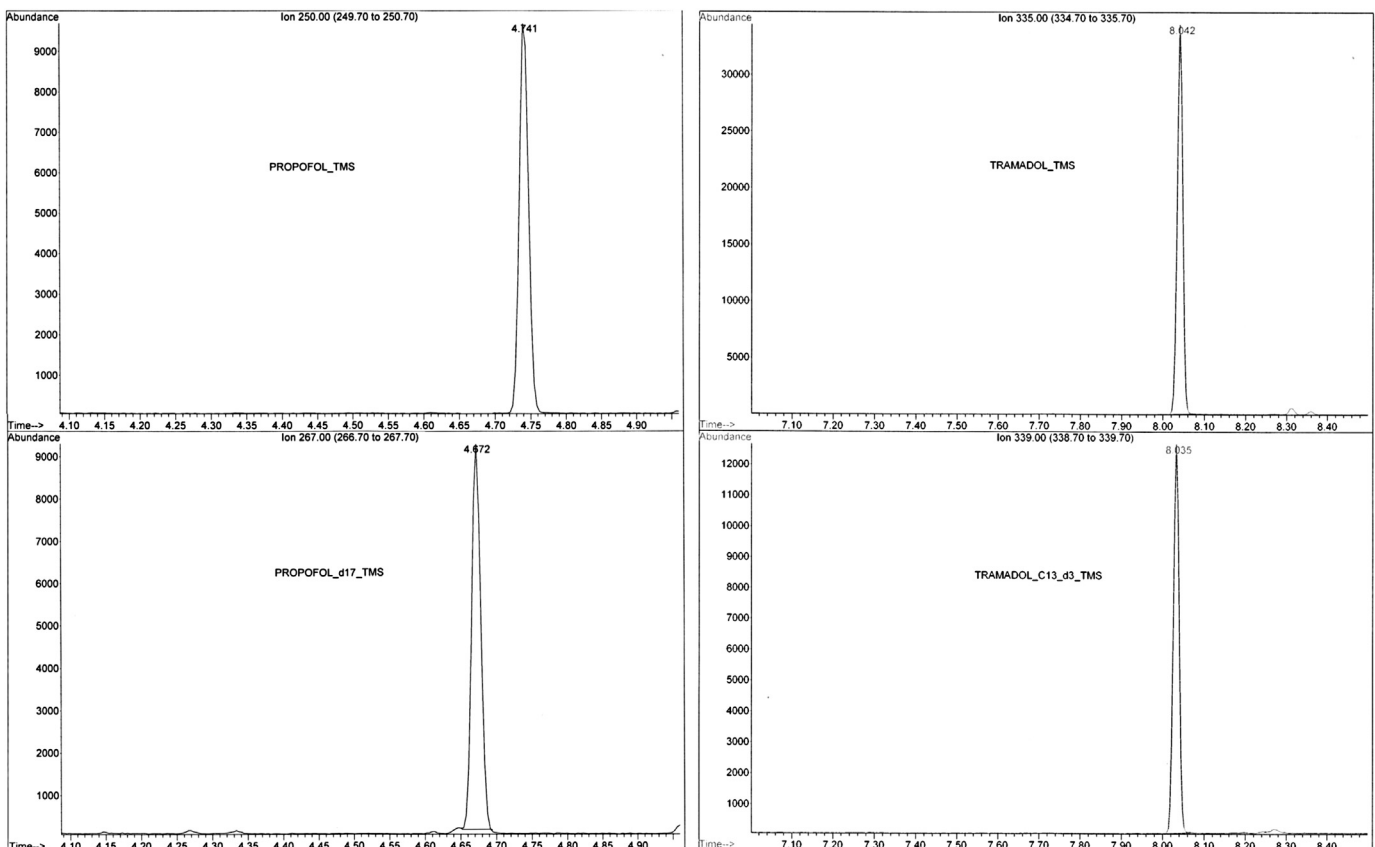 Abundance
Ion 250.00 (249.70 to 250.70)
4.741
9000
8000
7000
6000
5000
4000
3000
2000
1000
PROPOFOL_TMS
Time--> 4.10 4.15 4.20 4.25 4.30 4.35 4.40 4.45 4.50 4.55 4.60 4.65 4.70 4.75 4.80 4.85 4.90
Abundance
Ion 267.00 (266.70 to 267.70)
4.672
9000
8000
7000
6000
5000
4000
3000
2000
1000
PROPOFOL_d17_TMS
Time--> 4.10 4.15 4.20 4.25 4.30 4.35 4.40 4.45 4.50 4.55 4.60 4.65 4.70 4.75 4.80 4.85 4.90
Abundance
Ion 335.00 (334.70 to 335.70)
8.042
30000
25000
20000
15000
10000
5000
TRAMADOL_TMS
Time--> 7.10 7.20 7.30 7.40 7.50 7.60 7.70 7.80 7.90 8.00 8.10 8.20 8.30 8.40
Abundance
Ion 339.00 (338.70 to 339.70)
8.035
12000
11000
10000
9000
8000
7000
6000
5000
4000
3000
2000
1000
TRAMADOL_C13_d3_TMS
Time--> 7.10 7.20 7.30 7.40 7.50 7.60 7.70 7.80 7.90 8.00 8.10 8.20 8.30 8.40